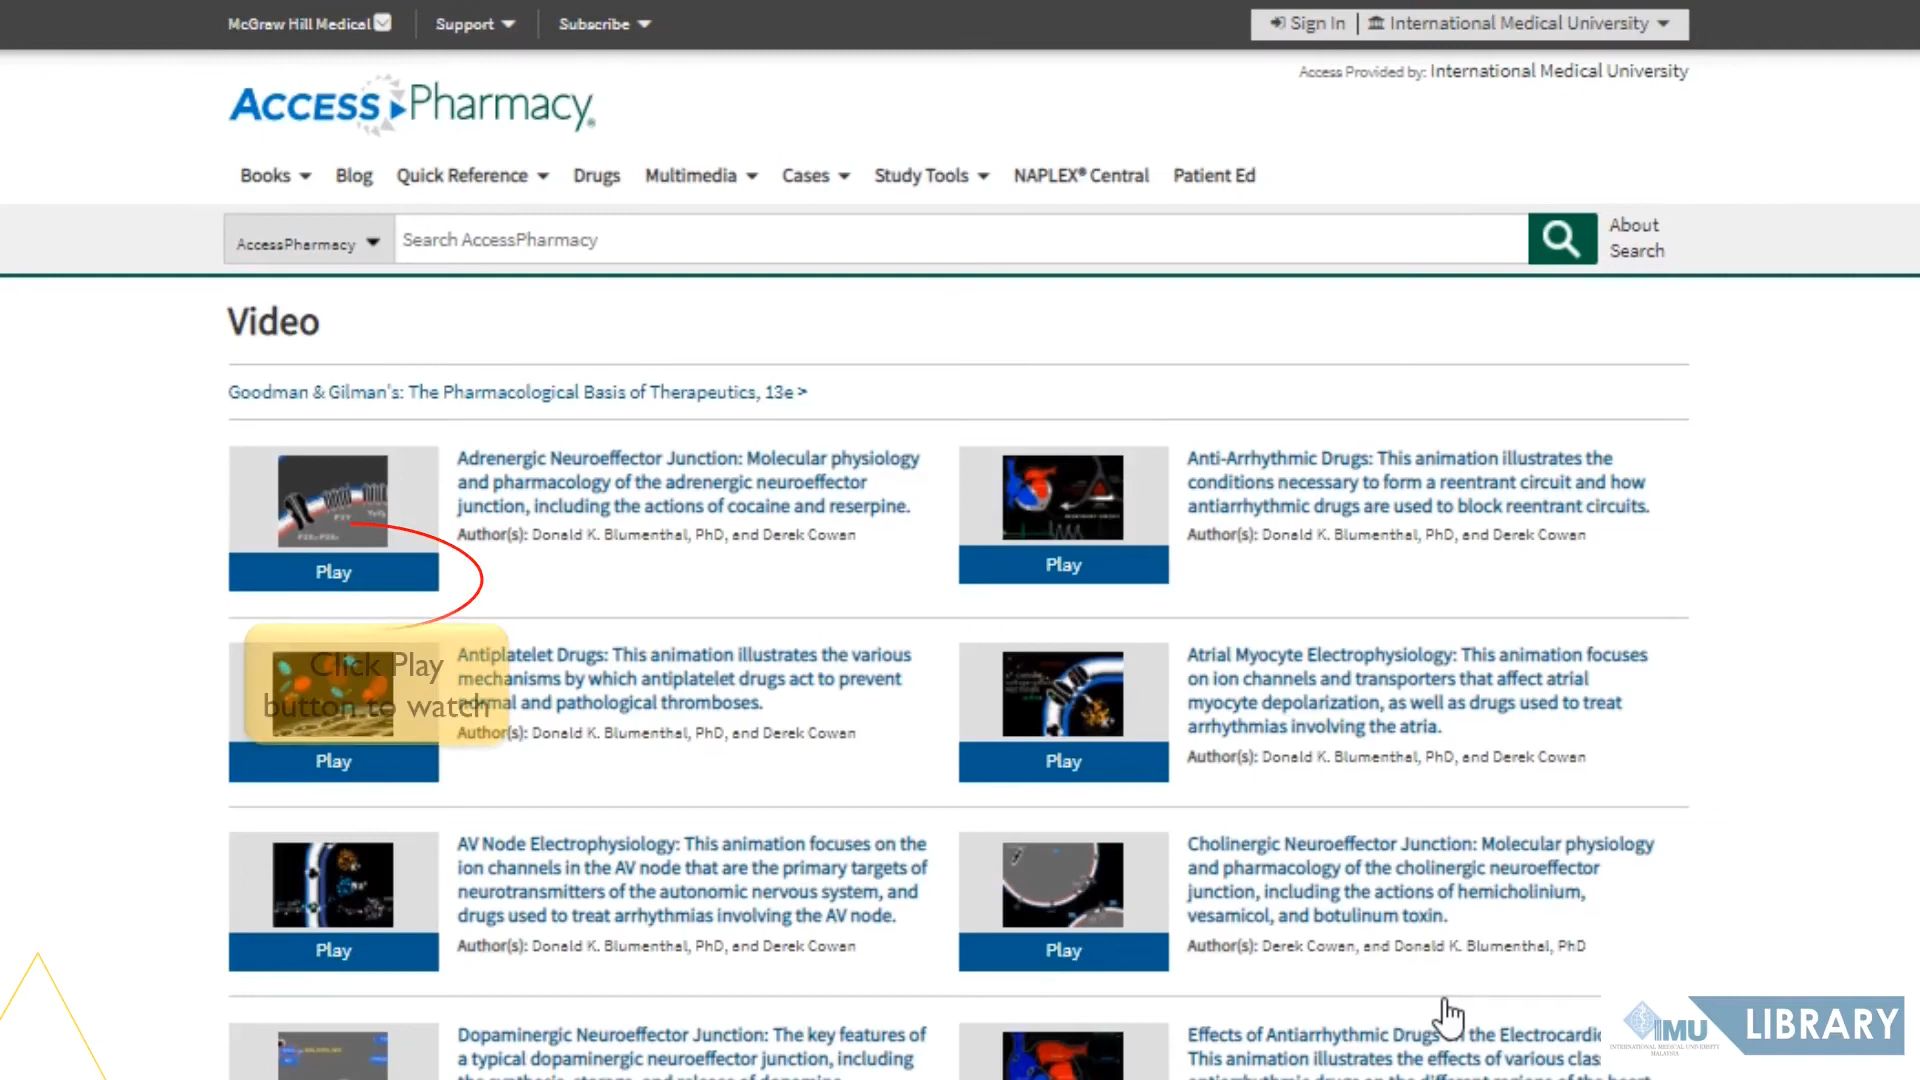 McGraw Hill Medical
Support
Subscribe
Sign In
International Medical University
Access Provided by: International Medical University
ACCESS Pharmacy®
Books
Blog
Quick Reference
Drugs
Multimedia
Cases
Study Tools
NAPLEX® Central
Patient Ed
AccessPharmacy
Search AccessPharmacy
About
Search
Video
Goodman & Gilman's: The Pharmacological Basis of Therapeutics, 13e >
Adrenergic Neuroeffector Junction: Molecular physiology
and pharmacology of the adrenergic neuroeffector
junction, including the actions of cocaine and reserpine.
Author(s): Donald K. Blumenthal, PhD, and Derek Cowan
Play
Anti-Arrhythmic Drugs: This animation illustrates the
conditions necessary to form a reentrant circuit and how
antiarrhythmic drugs are used to block reentrant circuits.
Author(s): Donald K. Blumenthal, PhD, and Derek Cowan
Play
Click Play
button to watch
Antiplatelet Drugs: This animation illustrates the various
mechanisms by which antiplatelet drugs act to prevent
normal and pathological thromboses.
Author(s): Donald K. Blumenthal, PhD, and Derek Cowan
Play
Atrial Myocyte Electrophysiology: This animation focuses
on ion channels and transporters that affect atrial
myocyte depolarization, as well as drugs used to treat
arrhythmias involving the atria.
Author(s): Donald K. Blumenthal, PhD, and Derek Cowan
Play
AV Node Electrophysiology: This animation focuses on the
ion channels in the AV node that are the primary targets of
neurotransmitters of the autonomic nervous system, and
drugs used to treat arrhythmias involving the AV node.
Author(s): Donald K. Blumenthal, PhD, and Derek Cowan
Play
Cholinergic Neuroeffector Junction: Molecular physiology
and pharmacology of the cholinergic neuroeffector
junction, including the actions of hemicholinium,
vesamicol, and botulinum toxin.
Author(s): Derek Cowan, and Donald K. Blumenthal, PhD
Play
Dopaminergic Neuroeffector Junction: The key features of
a typical dopaminergic neuroeffector junction, including
Effects of Antiarrhythmic Drugs the Electrocardi
This animation illustrates the effects of various clas
IMU
INTERNATIONAL MEDICAL UNIVERSITY
MALAYSIA
LIBRARY